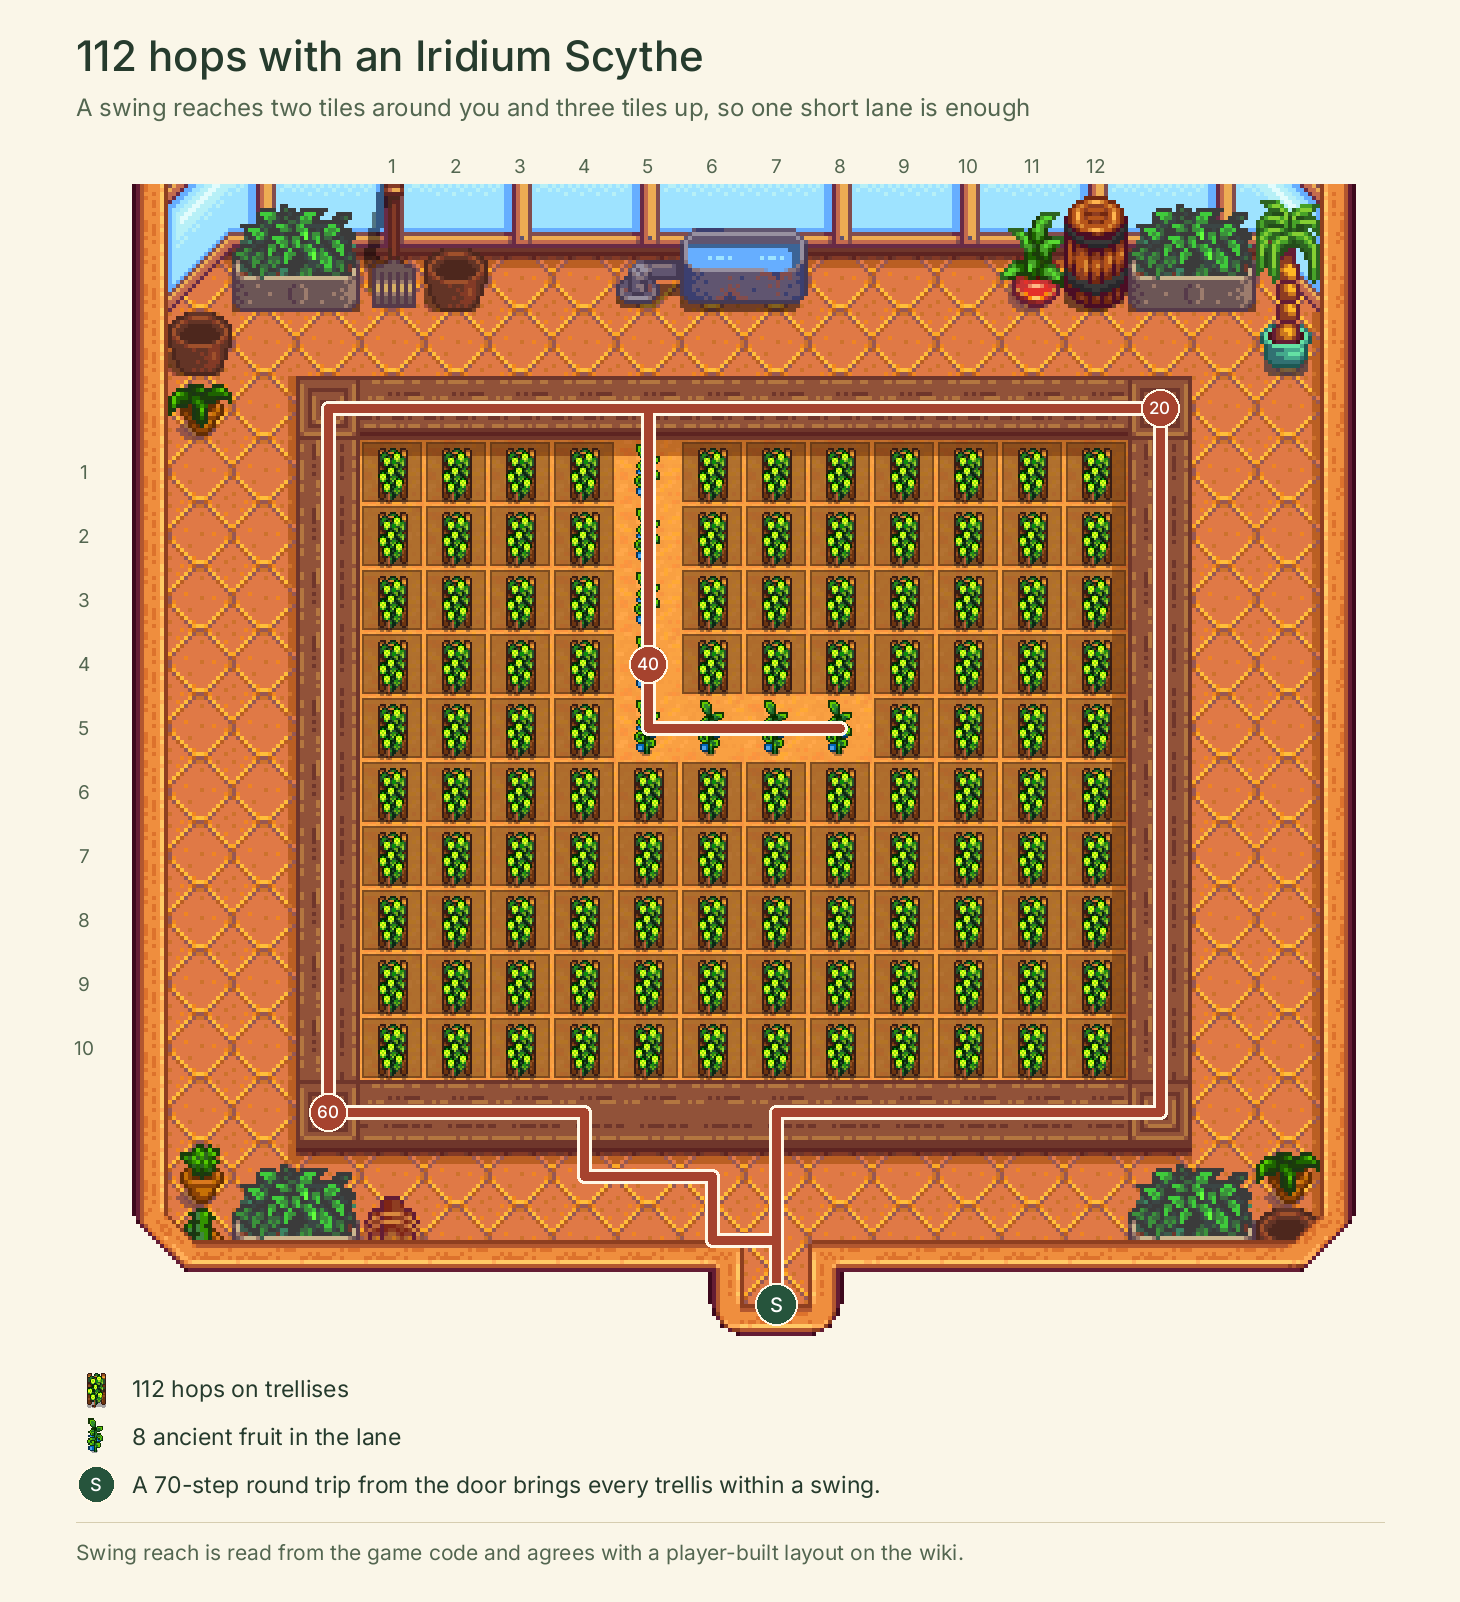 112 hops with an Iridium Scythe
A swing reaches two tiles around you and three tiles up, so one short lane is enough
1 2 3 4 5 6 7 8 9 10 11 12
20
1
2
3
4
40
5
6
7
8
9
10
60
S
112 hops on trellises
8 ancient fruit in the lane
S A 70-step round trip from the door brings every trellis within a swing.
Swing reach is read from the game code and agrees with a player-built layout on the wiki.